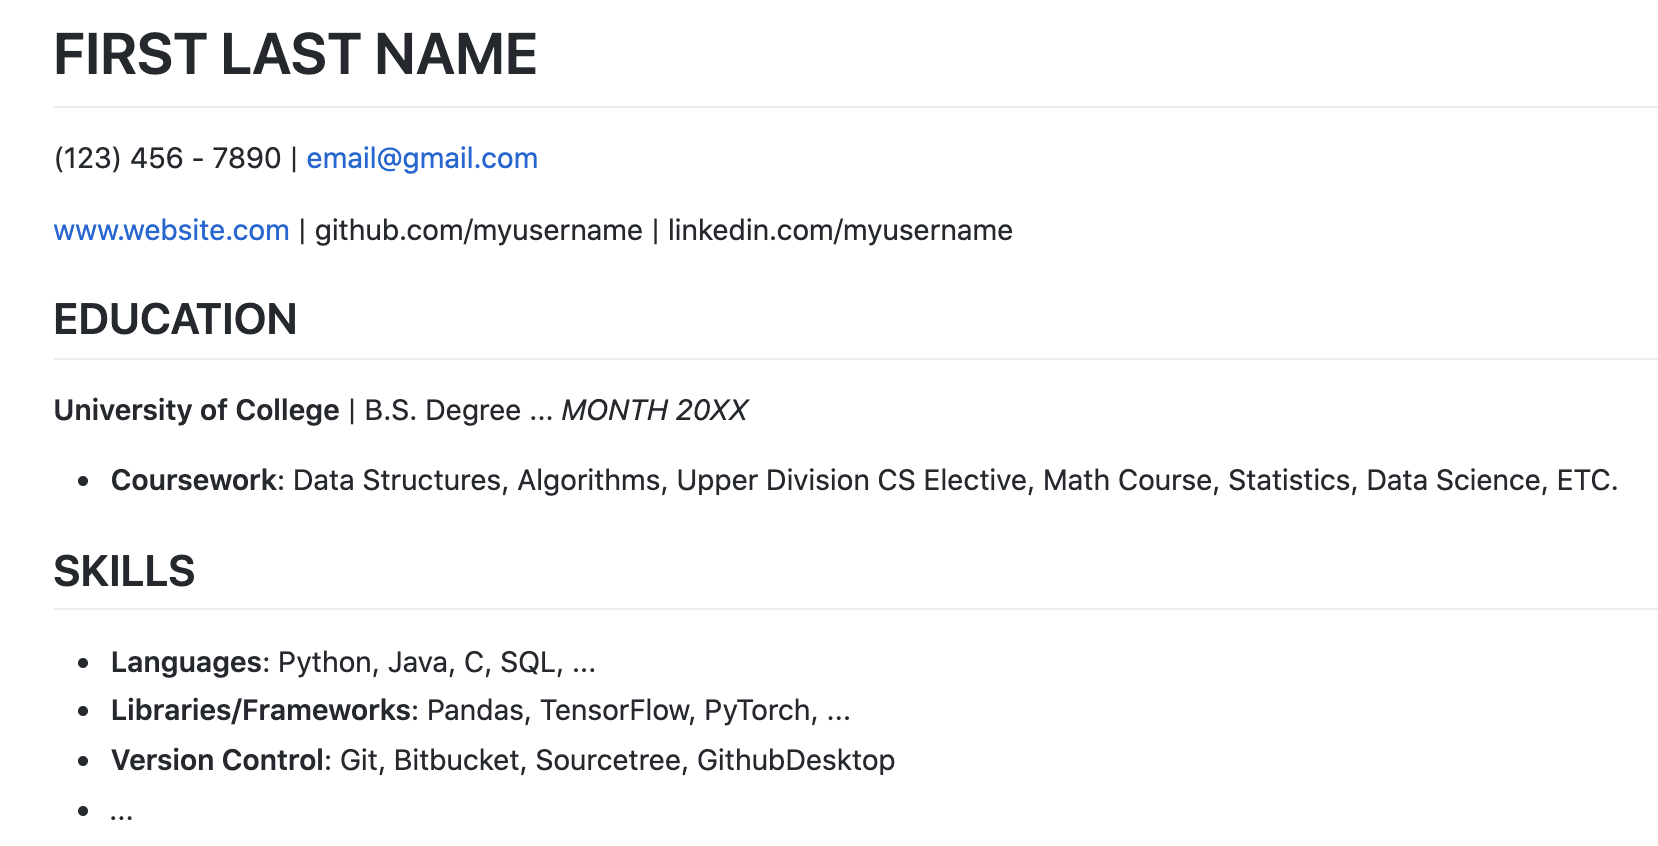 FIRST LAST NAME
(123) 456 - 7890 | email@gmail.com
www.website.com | github.com/myusername | linkedin.com/myusername
EDUCATION
University of College | B.S. Degree ... MONTH 20XX
• Coursework: Data Structures, Algorithms, Upper Division CS Elective, Math Course, Statistics, Data Science, ETC.
SKILLS
• Languages: Python, Java, C, SQL, ...
• Libraries/Frameworks: Pandas, TensorFlow, PyTorch, ...
• Version Control: Git, Bitbucket, Sourcetree, GithubDesktop
• ...